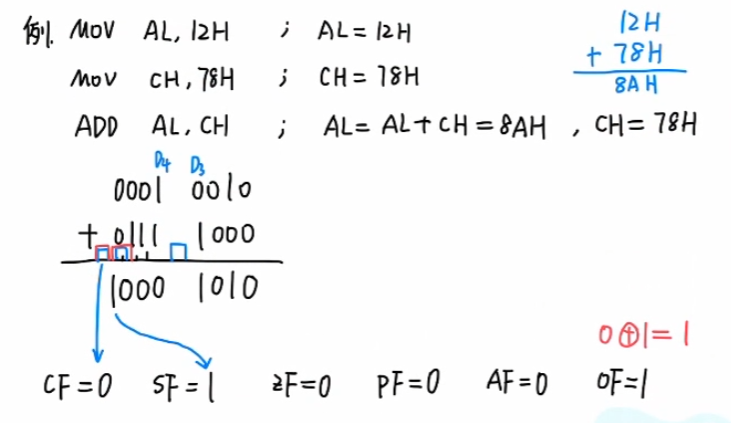 例. MOV AL, 12H ; AL=12H
12H
+ 78H
8AH
MOV CH, 78H ; CH=78H
ADD AL, CH ; AL= AL+CH=8AH , CH=78H
D4 D3
0001 0010
+ 0111 1000
1000 1010
0⊕1=1
CF=0 SF=1 ZF=0 PF=0 AF=0 OF=1